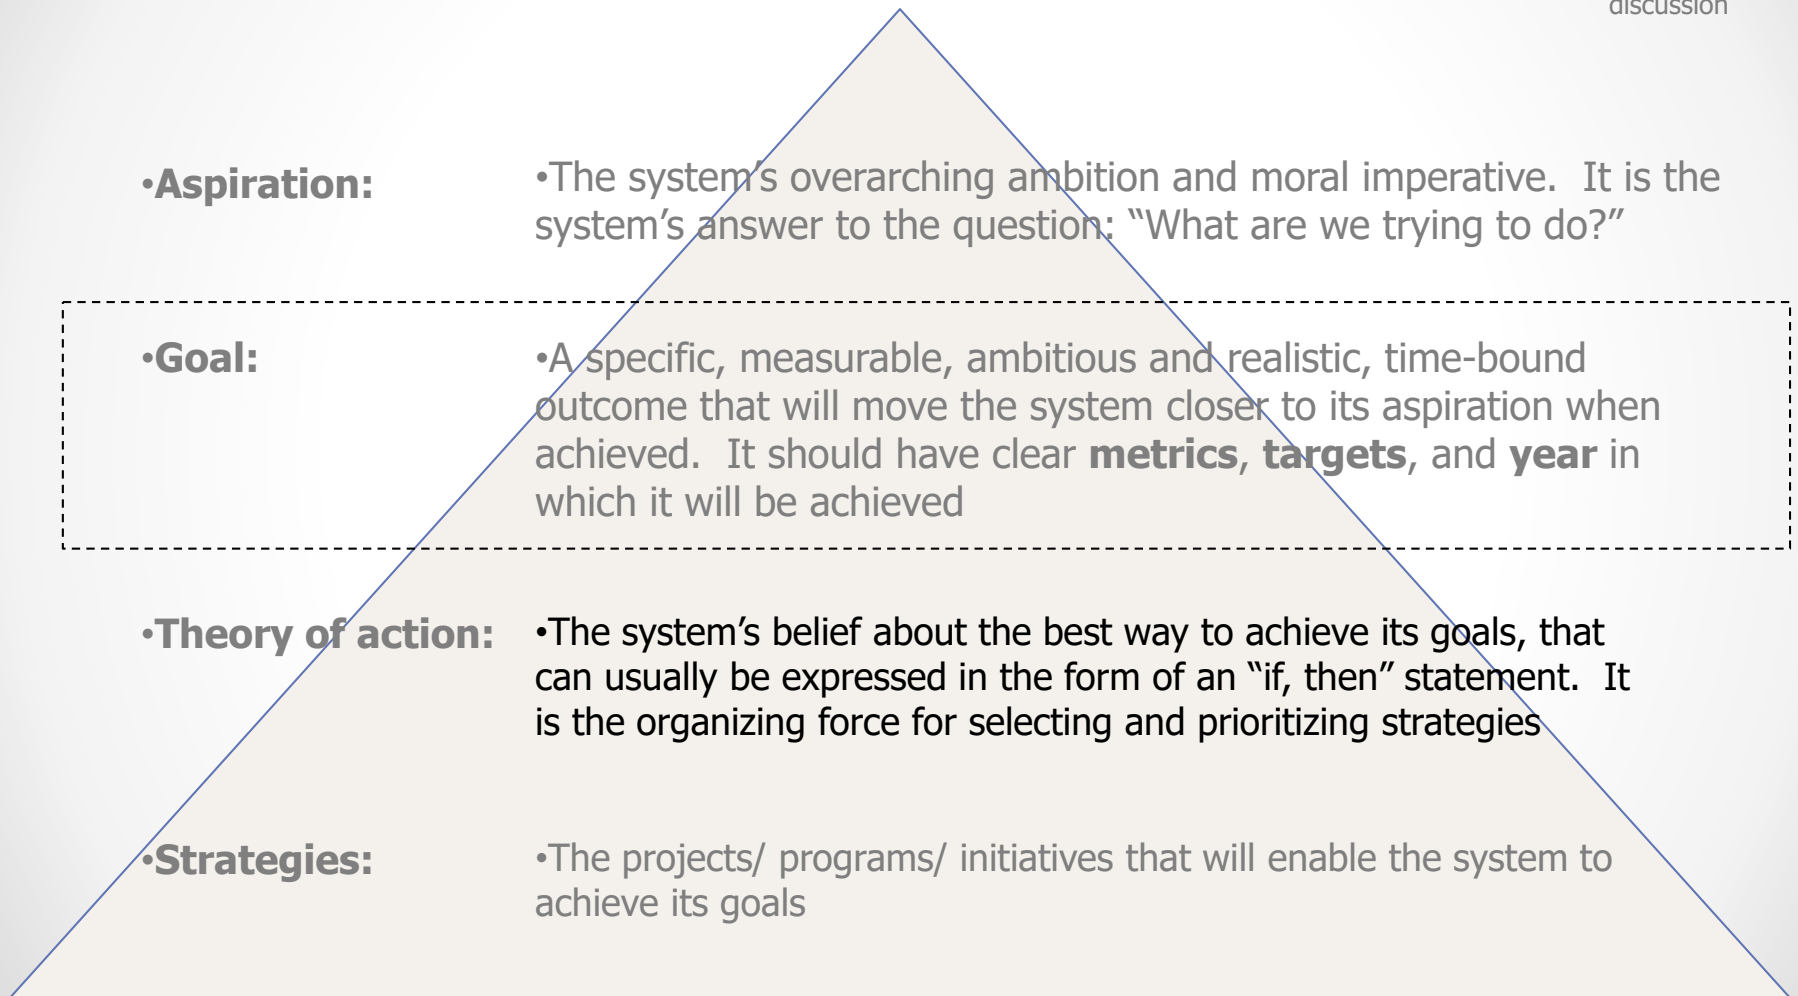 discussion
•Aspiration:
•The system’s overarching ambition and moral imperative.  It is the
system’s answer to the question: “What are we trying to do?”
•Goal:
•A specific, measurable, ambitious and realistic, time-bound
outcome that will move the system closer to its aspiration when
achieved.  It should have clear metrics, targets, and year in
which it will be achieved
•Theory of action:
•The system’s belief about the best way to achieve its goals, that
can usually be expressed in the form of an “if, then” statement.  It
is the organizing force for selecting and prioritizing strategies
•Strategies:
•The projects/ programs/ initiatives that will enable the system to
achieve its goals